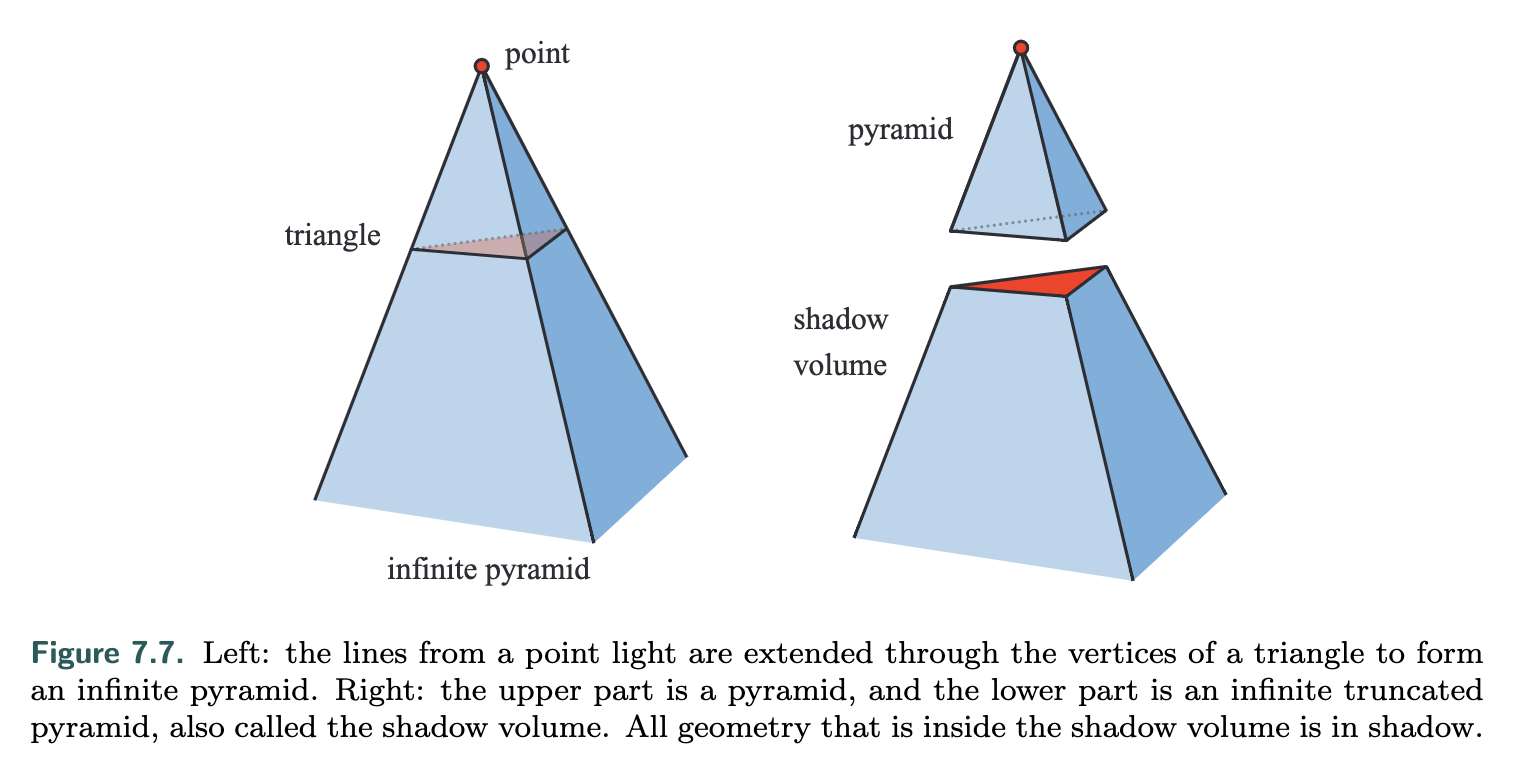 point
pyramid
triangle
shadow
volume
infinite pyramid
Figure 7.7. Left: the lines from a point light are extended through the vertices of a triangle to form
an infinite pyramid. Right: the upper part is a pyramid, and the lower part is an infinite truncated
pyramid, also called the shadow volume. All geometry that is inside the shadow volume is in shadow.